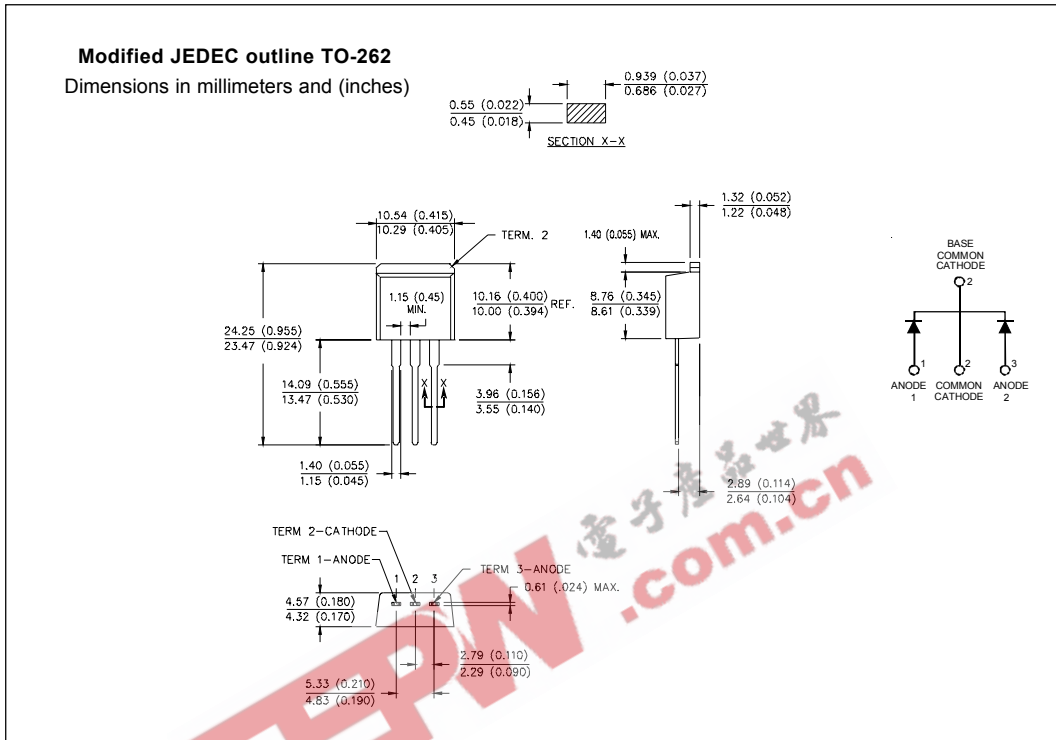 Modified JEDEC outline TO-262
Dimensions in millimeters and (inches)
0.939 (0.037)
0.686 (0.027)
0.55 (0.022)
0.45 (0.018)
SECTION X-X
1.32 (0.052)
1.22 (0.048)
10.54 (0.415)
10.29 (0.405)
TERM. 2
1.40 (0.055) MAX.
BASE
COMMON
CATHODE
2
1.15 (0.45)
MIN.
10.16 (0.400)
10.00 (0.394)
REF.
8.76 (0.345)
8.61 (0.339)
24.25 (0.955)
23.47 (0.924)
1
2
3
ANODE
1
COMMON
CATHODE
ANODE
2
14.09 (0.555)
13.47 (0.530)
X X
3.96 (0.156)
3.55 (0.140)
1.40 (0.055)
1.15 (0.045)
2.89 (0.114)
2.64 (0.104)
TERM 2-CATHODE
TERM 1-ANODE
TERM 3-ANODE
1 2 3
0.61 (.024) MAX.
4.57 (0.180)
4.32 (0.170)
2.79 (0.110)
2.29 (0.090)
5.33 (0.210)
4.83 (0.190)
電子產品世界
.com.cn